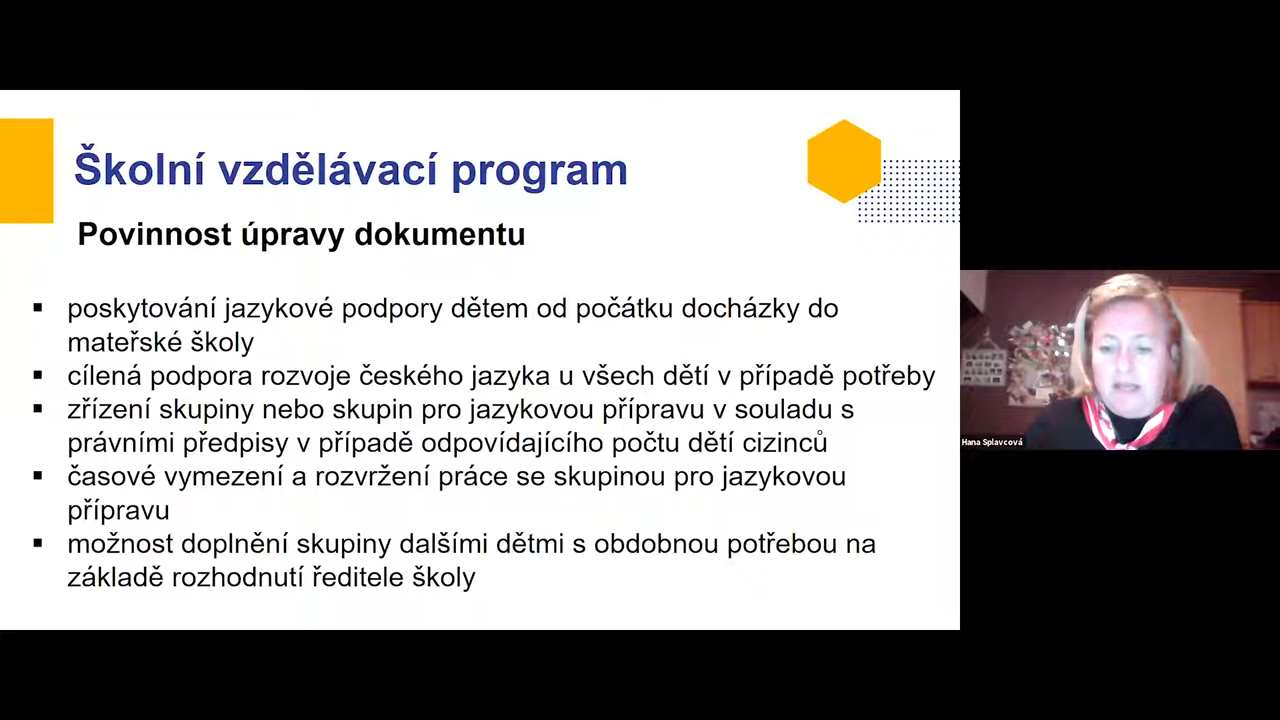 Školní vzdělávací program
Povinnost úpravy dokumentu
▪ poskytování jazykové podpory dětem od počátku docházky do
mateřské školy
▪ cílená podpora rozvoje českého jazyka u všech dětí v případě potřeby
▪ zřízení skupiny nebo skupin pro jazykovou přípravu v souladu s
právními předpisy v případě odpovídajícího počtu dětí cizinců
▪ časové vymezení a rozvržení práce se skupinou pro jazykovou
přípravu
▪ možnost doplnění skupiny dalšími dětmi s obdobnou potřebou na
základě rozhodnutí ředitele školy
Hana Splavcová